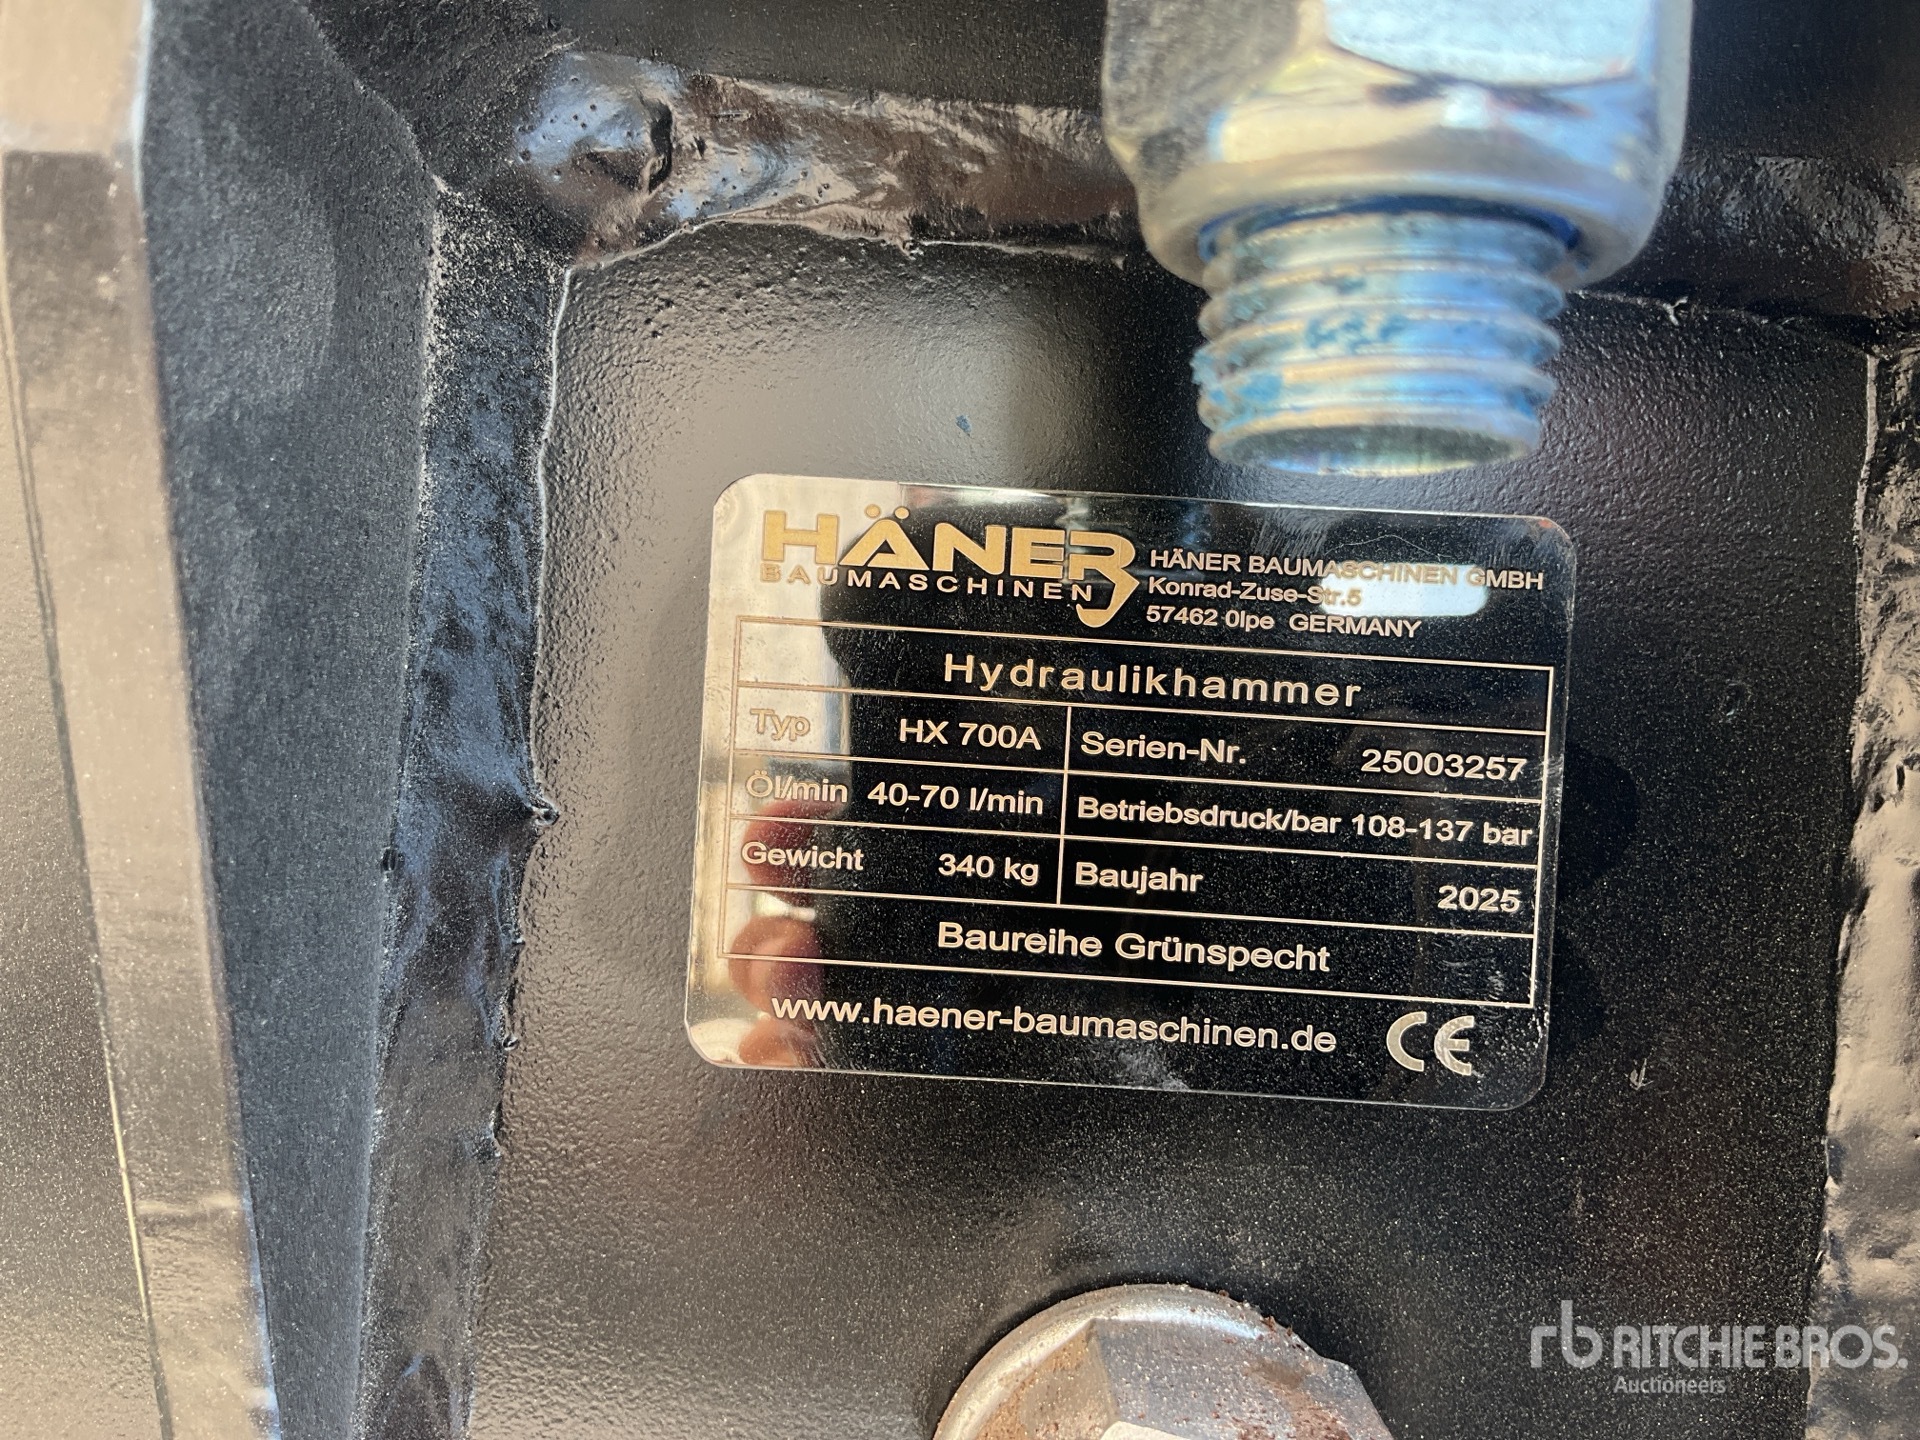 HÄNER
BAUMASCHINEN
HÄNER BAUMASCHINEN GMBH
Konrad-Zuse-Str.5
57462 Olpe GERMANY
Hydraulikhammer
Typ HX 700A Serien-Nr. 25003257
Öl/min 40-70 l/min Betriebsdruck/bar 108-137 bar
Gewicht 340 kg Baujahr 2025
Baureihe Grünspecht
www.haener-baumaschinen.de CE
rb RITCHIE BROS.
Auctioneers